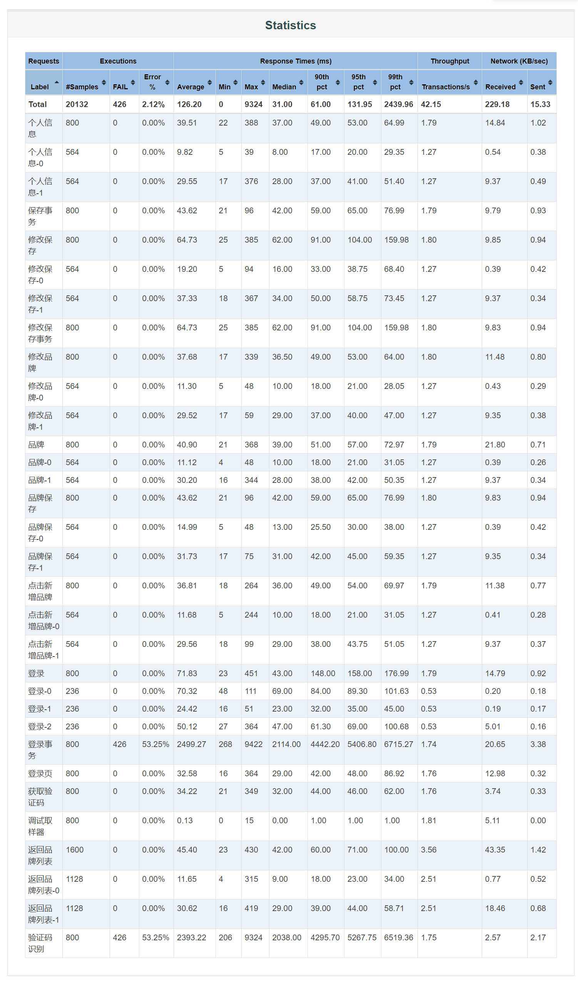 Statistics
Requests Executions Response Times (ms) Throughput Network (KB/sec)
Label #Samples FAIL Error % Average Min Max Median 90th pct 95th pct 99th pct Transactions/s Received Sent
Total 20132 426 2.12% 126.20 0 9324 31.00 61.00 131.95 2439.96 42.15 229.18 15.33
个人信息 800 0 0.00% 39.51 22 388 37.00 49.00 53.00 64.99 1.79 14.84 1.02
个人信息-0 564 0 0.00% 9.82 5 39 8.00 17.00 20.00 29.35 1.27 0.54 0.38
个人信息-1 564 0 0.00% 29.55 17 376 28.00 37.00 41.00 51.40 1.27 9.37 0.49
保存事务 800 0 0.00% 43.62 21 96 42.00 59.00 65.00 76.99 1.79 9.79 0.93
修改保存 800 0 0.00% 64.73 25 385 62.00 91.00 104.00 159.98 1.80 9.85 0.94
修改保存-0 564 0 0.00% 19.20 5 94 16.00 33.00 38.75 68.40 1.27 0.39 0.42
修改保存-1 564 0 0.00% 37.33 18 367 34.00 50.00 58.75 73.45 1.27 9.37 0.34
修改保存事务 800 0 0.00% 64.73 25 385 62.00 91.00 104.00 159.98 1.80 9.83 0.94
修改品牌 800 0 0.00% 37.68 17 339 36.50 49.00 53.00 64.00 1.80 11.48 0.80
修改品牌-0 564 0 0.00% 11.30 5 48 10.00 18.00 21.00 28.05 1.27 0.43 0.29
修改品牌-1 564 0 0.00% 29.52 17 59 29.00 37.00 40.00 47.00 1.27 9.35 0.38
品牌 800 0 0.00% 40.90 21 368 39.00 51.00 57.00 72.97 1.79 21.80 0.71
品牌-0 564 0 0.00% 11.12 4 48 10.00 18.00 21.00 31.05 1.27 0.39 0.26
品牌-1 564 0 0.00% 30.20 16 344 28.00 38.00 42.00 50.35 1.27 9.37 0.34
品牌保存 800 0 0.00% 43.62 21 96 42.00 59.00 65.00 76.99 1.80 9.83 0.94
品牌保存-0 564 0 0.00% 14.99 5 48 13.00 25.50 30.00 38.00 1.27 0.39 0.42
品牌保存-1 564 0 0.00% 31.73 17 75 31.00 42.00 45.00 59.35 1.27 9.35 0.34
点击新增品牌 800 0 0.00% 36.81 18 264 36.00 49.00 54.00 69.97 1.79 11.38 0.77
点击新增品牌-0 564 0 0.00% 11.68 5 244 10.00 18.00 21.00 31.05 1.27 0.41 0.28
点击新增品牌-1 564 0 0.00% 29.56 18 99 29.00 38.00 43.75 51.05 1.27 9.37 0.37
登录 800 0 0.00% 71.83 23 451 43.00 148.00 158.00 176.99 1.79 14.79 0.92
登录-0 236 0 0.00% 70.32 48 111 69.00 84.00 89.30 101.63 0.53 0.20 0.18
登录-1 236 0 0.00% 24.42 16 51 23.00 32.00 35.00 45.00 0.53 0.19 0.17
登录-2 236 0 0.00% 50.12 27 364 47.00 61.30 69.00 100.68 0.53 5.01 0.16
登录事务 800 426 53.25% 2499.27 268 9422 2114.00 4442.20 5406.80 6715.27 1.74 20.65 3.38
登录页 800 0 0.00% 32.58 16 364 29.00 42.00 48.00 86.92 1.76 12.98 0.32
获取验证码 800 0 0.00% 34.22 21 349 32.00 44.00 46.00 62.00 1.76 3.74 0.33
调试取样器 800 0 0.00% 0.13 0 15 0.00 1.00 1.00 1.00 1.81 5.11 0.00
返回品牌列表 1600 0 0.00% 45.40 23 430 42.00 60.00 71.00 100.00 3.56 43.35 1.42
返回品牌列表-0 1128 0 0.00% 11.65 4 315 9.00 18.00 23.00 34.00 2.51 0.77 0.52
返回品牌列表-1 1128 0 0.00% 30.62 16 419 29.00 39.00 44.00 58.71 2.51 18.46 0.68
验证码识别 800 426 53.25% 2393.22 206 9324 2038.00 4295.70 5267.75 6519.36 1.75 2.57 2.17